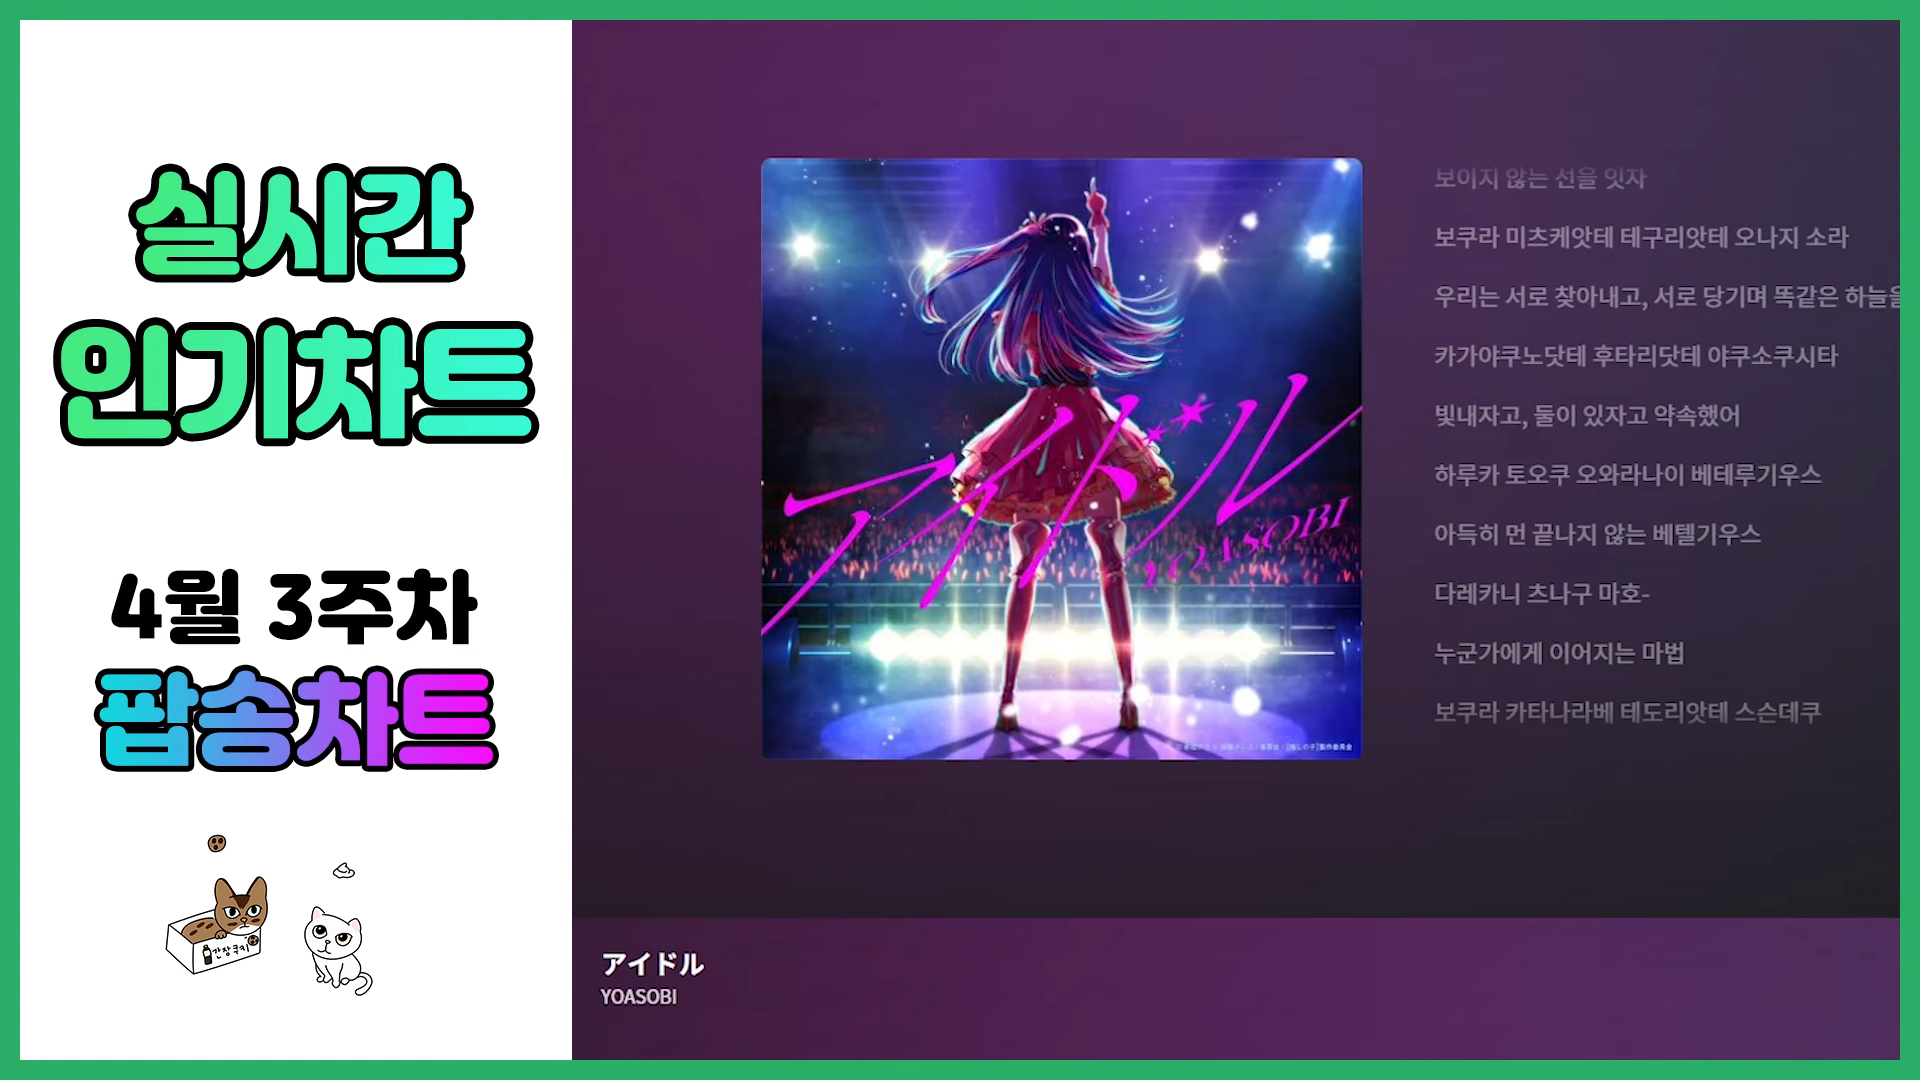 실시간
인기차트
4월 3주차
팝송차트
간장쿠키
アイドル
YOASOBI
보이지 않는 선을 잇자
보쿠라 미츠케앗테 테구리앗테 오나지 소라
우리는 서로 찾아내고, 서로 당기며 똑같은 하늘을
카가야쿠노닷테 후타리닷테 야쿠소쿠시타
빛내자고, 둘이 있자고 약속했어
하루카 토오쿠 오와라나이 베테루기우스
아득히 먼 끝나지 않는 베텔기우스
다레카니 츠나구 마호-
누군가에게 이어지는 마법
보쿠라 카타나라베 테도리앗테 스슨데쿠
アイドル
YOASOBI